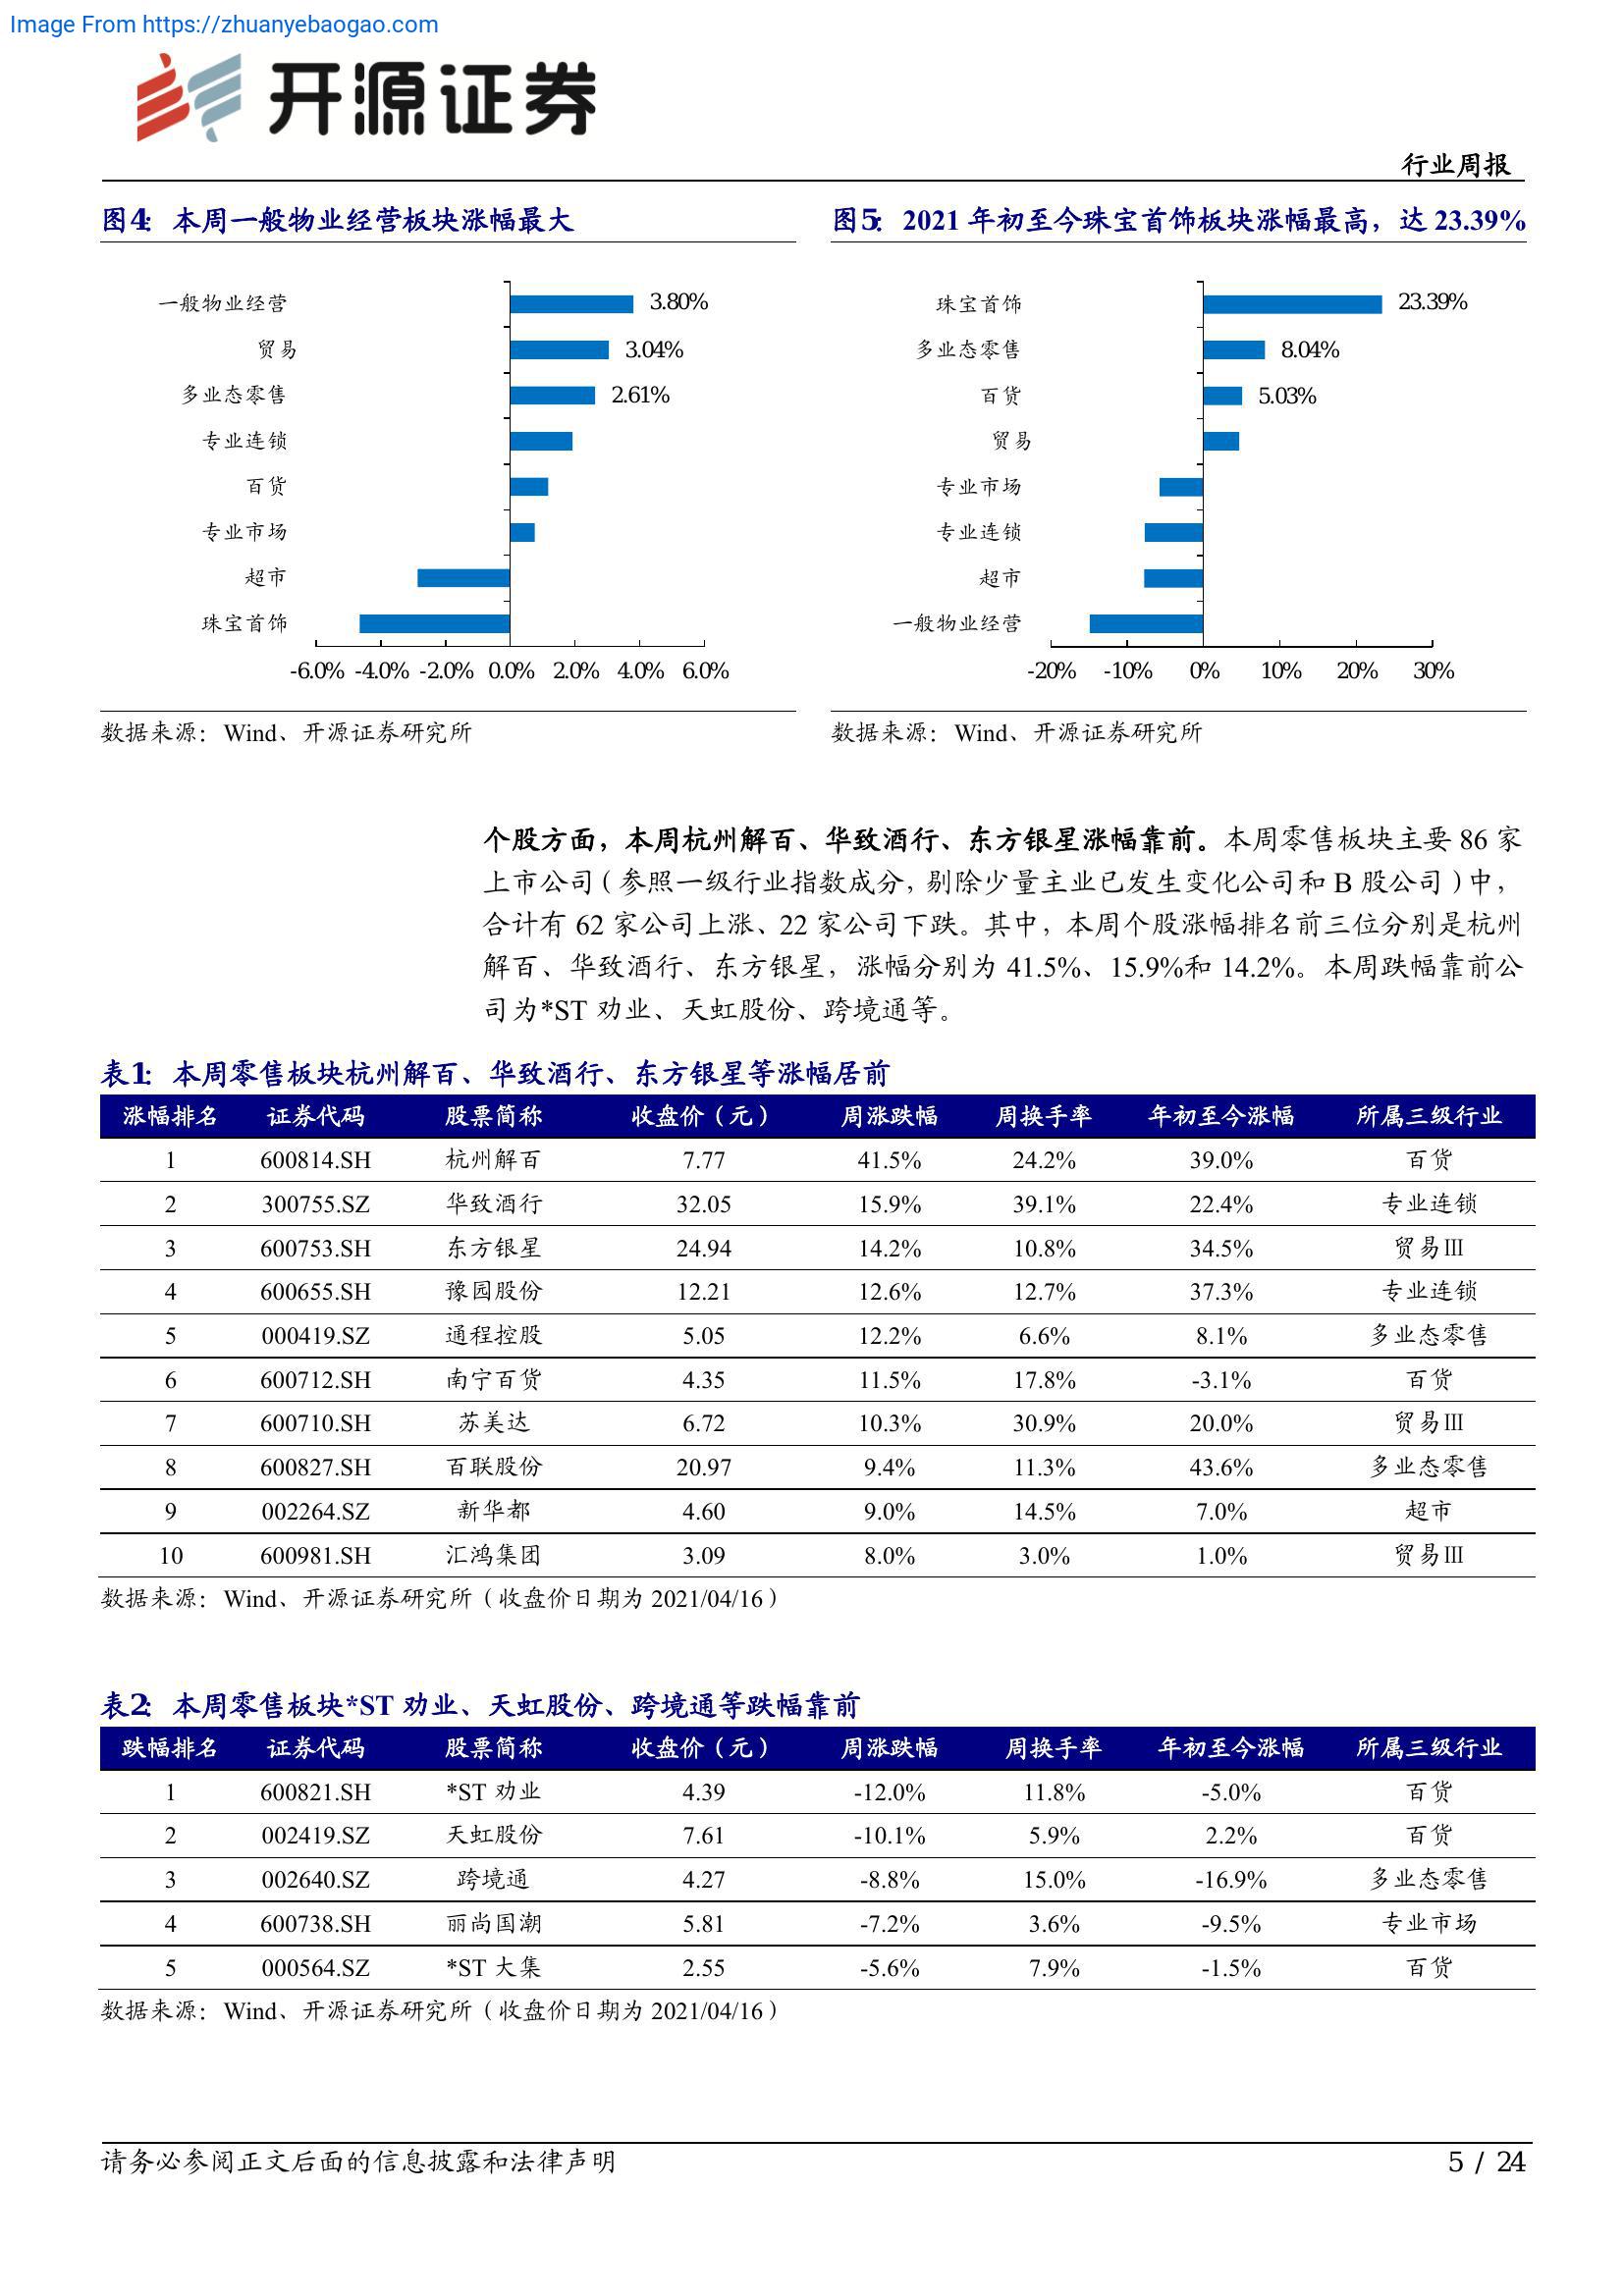 Image From https://zhuanyebaogao.com
开源证券
行业周报
图4： 本周一般物业经营板块涨幅最大
一般物业经营 3.80%
贸易 3.04%
多业态零售 2.61%
专业连锁
百货
专业市场
超市
珠宝首饰
-6.0% -4.0% -2.0% 0.0% 2.0% 4.0% 6.0%
数据来源：Wind、开源证券研究所
图5： 2021 年初至今珠宝首饰板块涨幅最高，达 23.39%
珠宝首饰 23.39%
多业态零售 8.04%
百货 5.03%
贸易
专业市场
专业连锁
超市
一般物业经营
-20% -10% 0% 10% 20% 30%
数据来源：Wind、开源证券研究所
个股方面，本周杭州解百、华致酒行、东方银星涨幅靠前。本周零售板块主要 86 家
上市公司（参照一级行业指数成分，剔除少量主业已发生变化公司和 B 股公司）中，
合计有 62 家公司上涨、22 家公司下跌。其中，本周个股涨幅排名前三位分别是杭州
解百、华致酒行、东方银星，涨幅分别为 41.5%、15.9%和 14.2%。本周跌幅靠前公
司为*ST 劝业、天虹股份、跨境通等。
表1： 本周零售板块杭州解百、华致酒行、东方银星等涨幅居前
涨幅排名 证券代码 股票简称 收盘价（元） 周涨跌幅 周换手率 年初至今涨幅 所属三级行业
1 600814.SH 杭州解百 7.77 41.5% 24.2% 39.0% 百货
2 300755.SZ 华致酒行 32.05 15.9% 39.1% 22.4% 专业连锁
3 600753.SH 东方银星 24.94 14.2% 10.8% 34.5% 贸易Ⅲ
4 600655.SH 豫园股份 12.21 12.6% 12.7% 37.3% 专业连锁
5 000419.SZ 通程控股 5.05 12.2% 6.6% 8.1% 多业态零售
6 600712.SH 南宁百货 4.35 11.5% 17.8% -3.1% 百货
7 600710.SH 苏美达 6.72 10.3% 30.9% 20.0% 贸易Ⅲ
8 600827.SH 百联股份 20.97 9.4% 11.3% 43.6% 多业态零售
9 002264.SZ 新华都 4.60 9.0% 14.5% 7.0% 超市
10 600981.SH 汇鸿集团 3.09 8.0% 3.0% 1.0% 贸易Ⅲ
数据来源：Wind、开源证券研究所（收盘价日期为 2021/04/16）
表2： 本周零售板块*ST 劝业、天虹股份、跨境通等跌幅靠前
跌幅排名 证券代码 股票简称 收盘价（元） 周涨跌幅 周换手率 年初至今涨幅 所属三级行业
1 600821.SH *ST 劝业 4.39 -12.0% 11.8% -5.0% 百货
2 002419.SZ 天虹股份 7.61 -10.1% 5.9% 2.2% 百货
3 002640.SZ 跨境通 4.27 -8.8% 15.0% -16.9% 多业态零售
4 600738.SH 丽尚国潮 5.81 -7.2% 3.6% -9.5% 专业市场
5 000564.SZ *ST 大集 2.55 -5.6% 7.9% -1.5% 百货
数据来源：Wind、开源证券研究所（收盘价日期为 2021/04/16）
请务必参阅正文后面的信息披露和法律声明
5 / 24